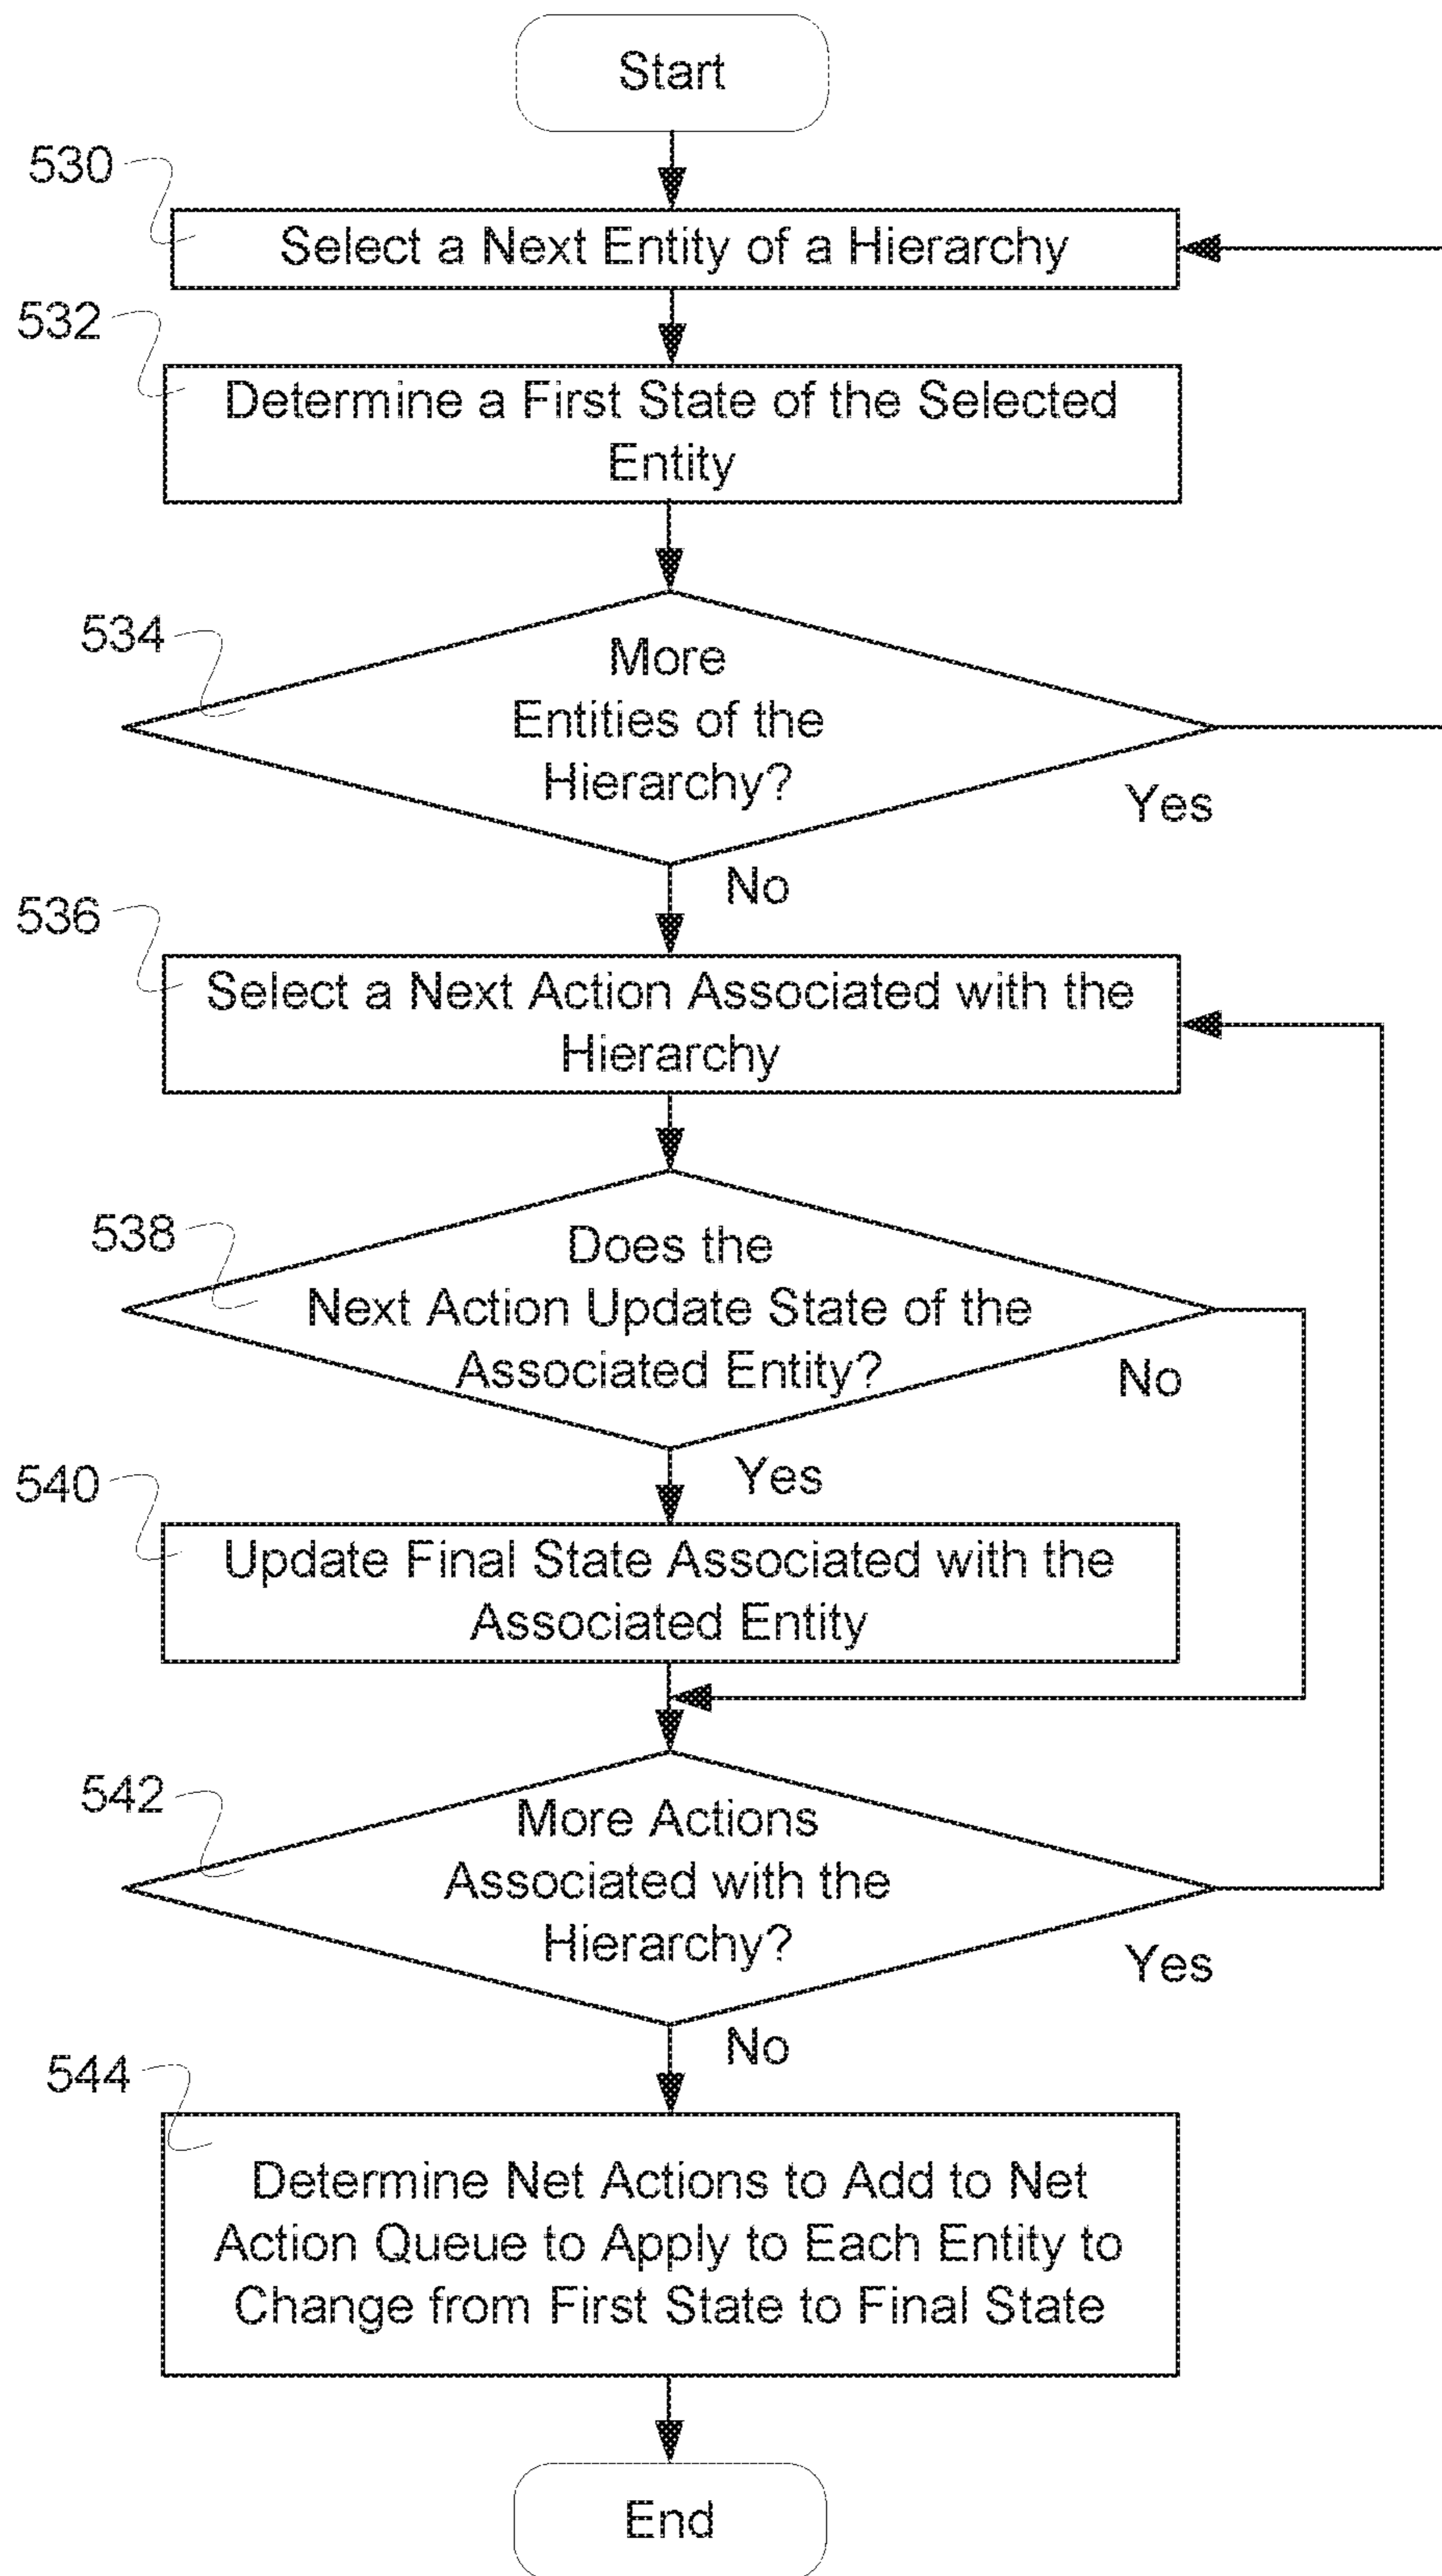 Start
530
Select a Next Entity of a Hierarchy
532
Determine a First State of the Selected
Entity
534
More
Entities of the
Hierarchy?
Yes
No
536
Select a Next Action Associated with the
Hierarchy
538
Does the
Next Action Update State of the
Associated Entity?
No
Yes
540
Update Final State Associated with the
Associated Entity
542
More Actions
Associated with the
Hierarchy?
Yes
No
544
Determine Net Actions to Add to Net
Action Queue to Apply to Each Entity to
Change from First State to Final State
End